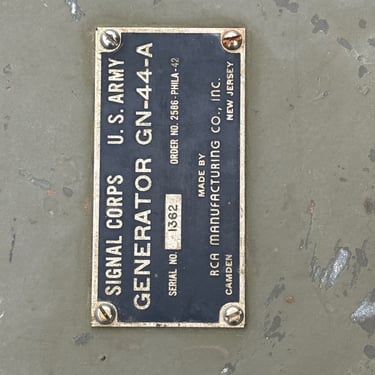 SIGNAL CORPS U. S. ARMY
GENERATOR GN-44-A
SERIAL NO. 1362 ORDER NO. 2586-PHILA-42
MADE BY
RCA MANUFACTURING CO., INC.
CAMDEN NEW JERSEY